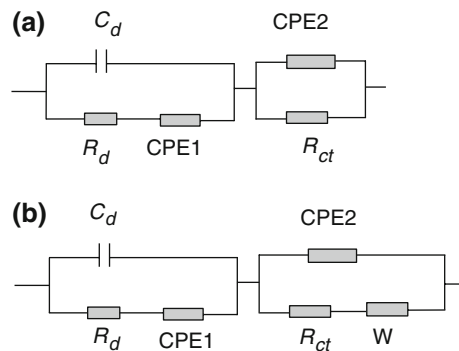 (a)
C_d
CPE2
R_d
CPE1
R_ct
(b)
C_d
CPE2
R_d
CPE1
R_ct
W